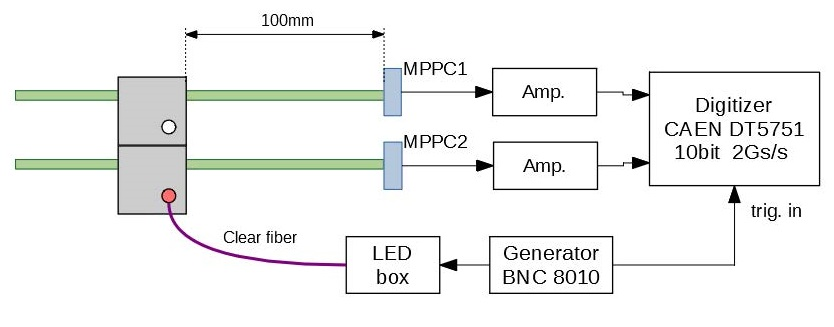 100mm
MPPC1
Amp.
Digitizer
CAEN DT5751
10bit 2Gs/s
MPPC2
Amp.
trig. in
Clear fiber
LED
box
Generator
BNC 8010